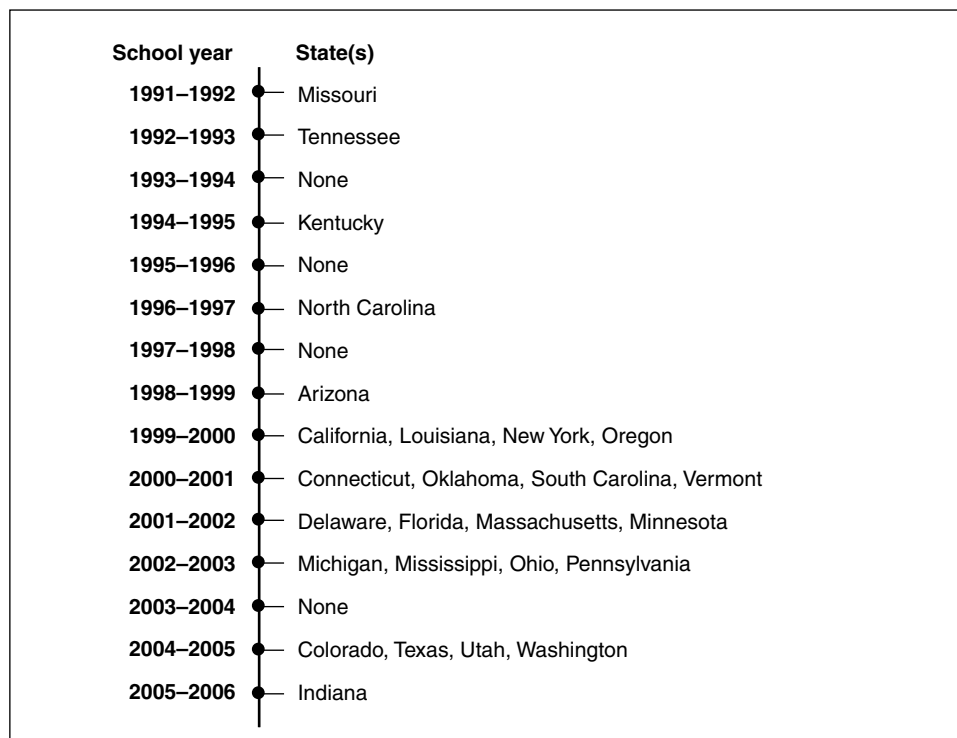 School year State(s)
1991–1992 Missouri
1992–1993 Tennessee
1993–1994 None
1994–1995 Kentucky
1995–1996 None
1996–1997 North Carolina
1997–1998 None
1998–1999 Arizona
1999–2000 California, Louisiana, New York, Oregon
2000–2001 Connecticut, Oklahoma, South Carolina, Vermont
2001–2002 Delaware, Florida, Massachusetts, Minnesota
2002–2003 Michigan, Mississippi, Ohio, Pennsylvania
2003–2004 None
2004–2005 Colorado, Texas, Utah, Washington
2005–2006 Indiana